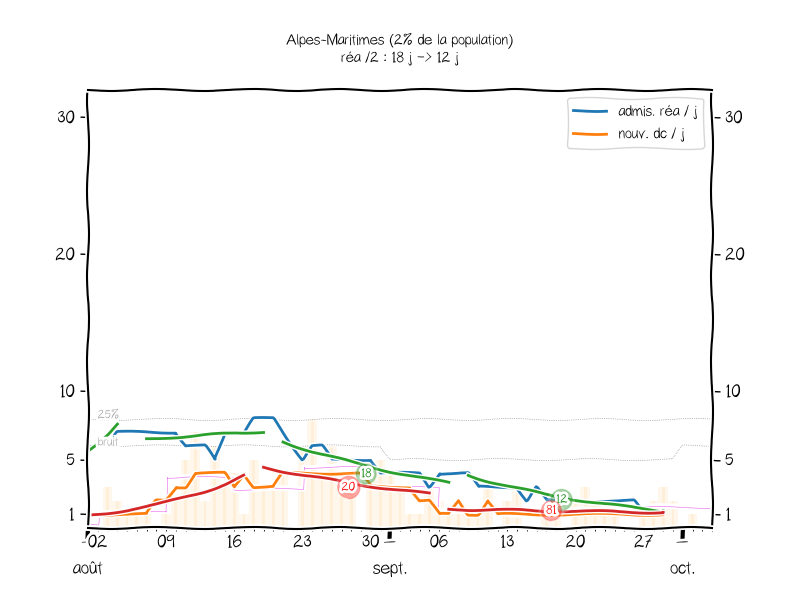 Alpes-Maritimes (2% de la population)
réa /2 : 18 j -> 12 j
admis. réa / j
nouv. dc / j
30
30
20
20
10
10
25%
bruit
5
5
18
20
12
81
1
1
02 09 16 23 30 06 13 20 27
août sept. oct.